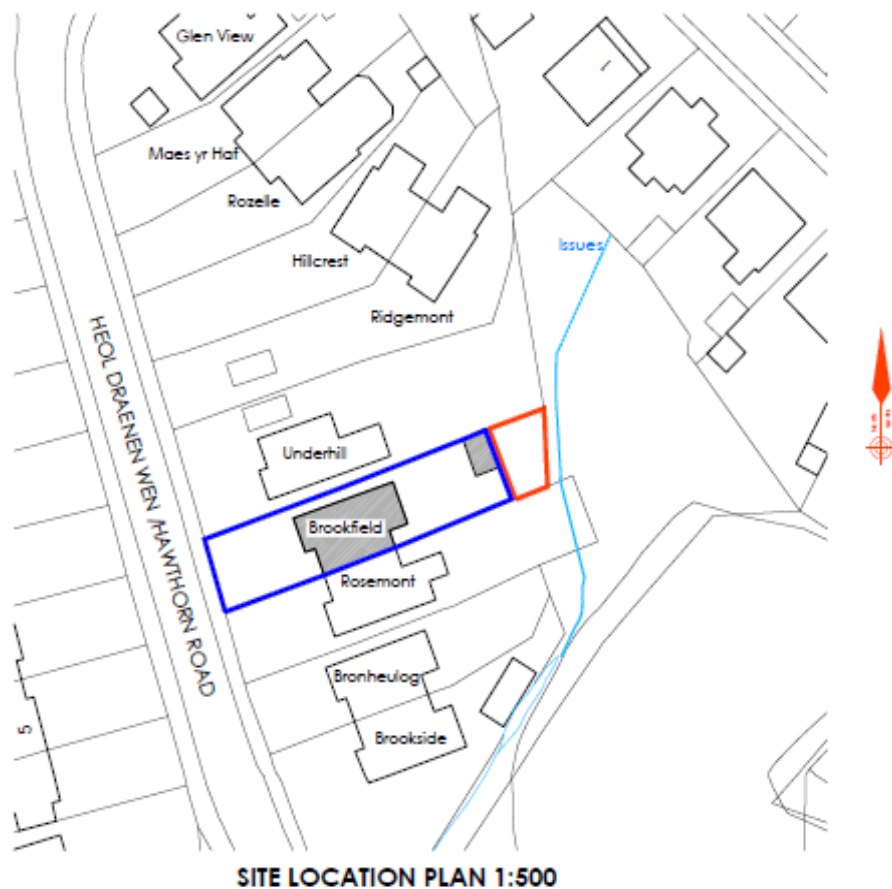 Glen View
Maes yr Haf
Rozelle
Hillcrest
Ridgemont
Issues
HEOL DRAENEN WEN /HAWTHORN ROAD
Underhill
Brookfield
Rosemont
Bronheulog
Brookside
5
SITE LOCATION PLAN 1:500